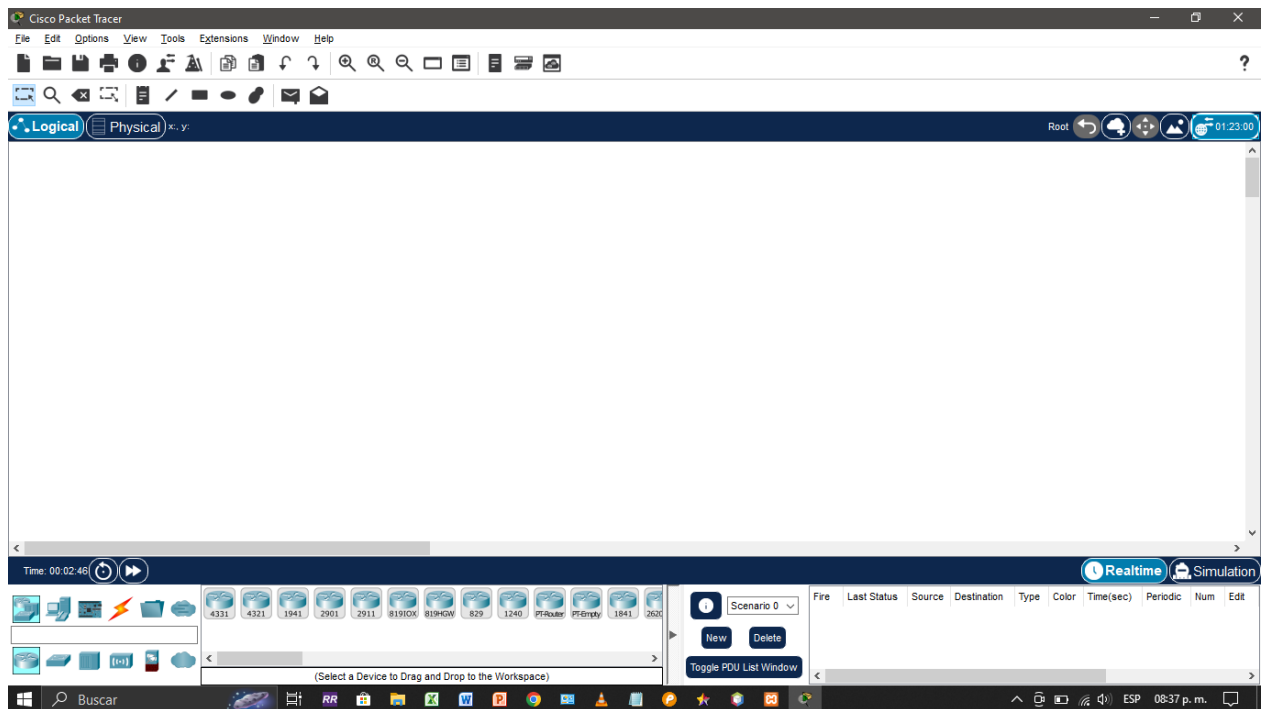 Cisco Packet Tracer
File Edit Options View Tools Extensions Window Help
?
Logical Physical x:, y: Root 01:23:00
Time: 00:02:46 Realtime Simulation
4331 4321 1941 2901 2911 819IOX 819HGW 829 1240 PT-Router PT-Empty 1841 262
Scenario 0
Fire Last Status Source Destination Type Color Time(sec) Periodic Num Edit
New Delete
Toggle PDU List Window
(Select a Device to Drag and Drop to the Workspace)
Buscar RR X W P ESP 08:37 p. m.